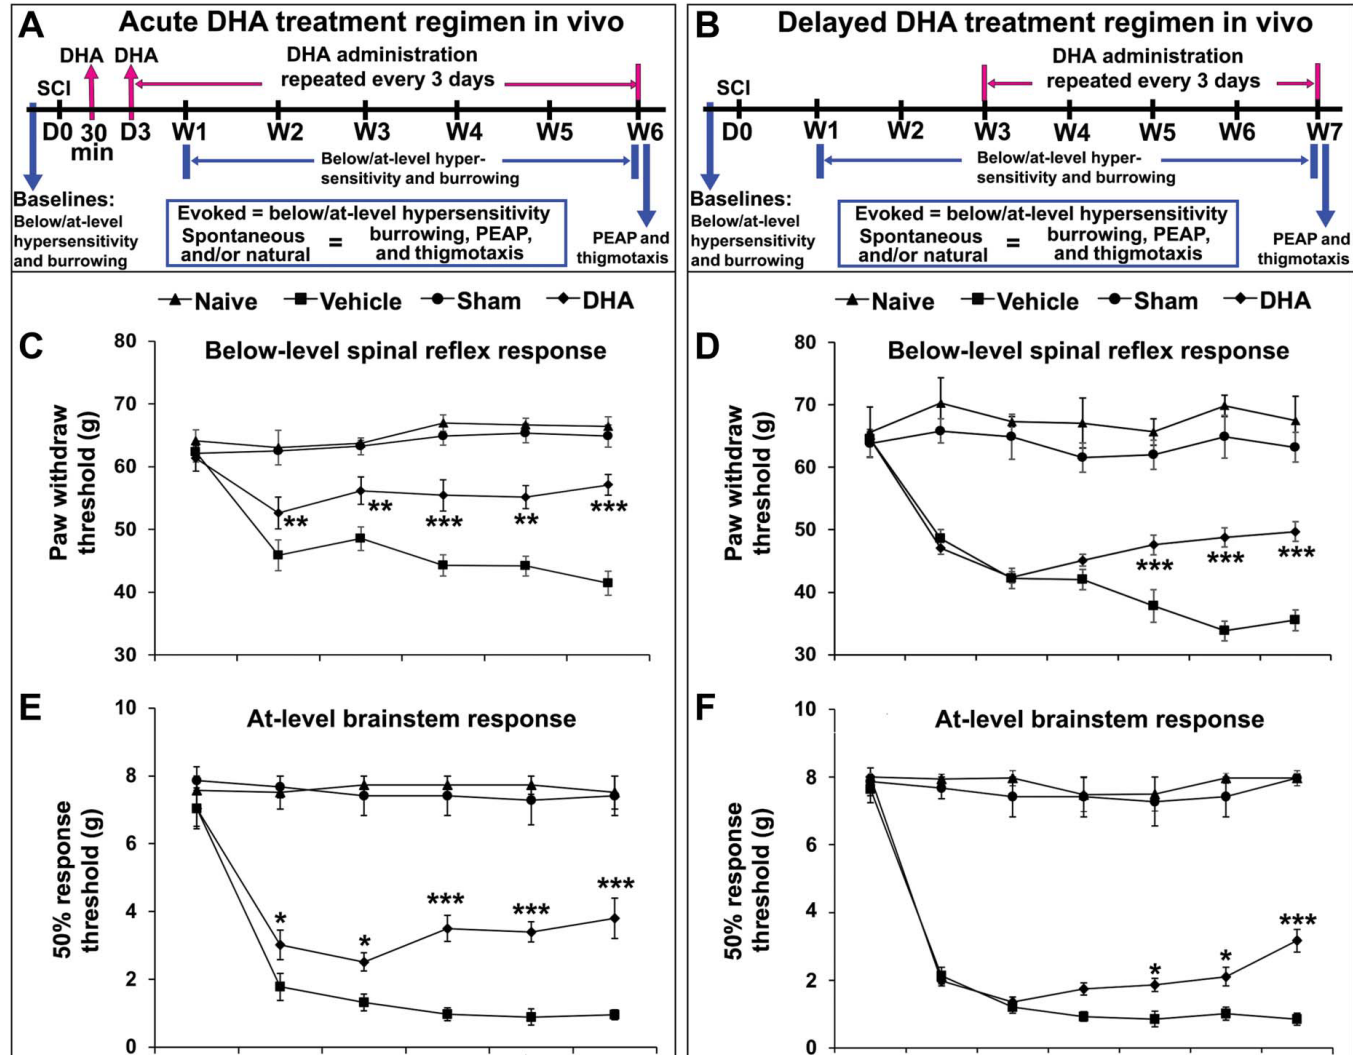 A Acute DHA treatment regimen in vivo
DHA DHA
DHA administration
repeated every 3 days
SCI
D0 30 D3 W1 W2 W3 W4 W5 W6
min
Below/at-level hyper-
sensitivity and burrowing
Baselines:
Below/at-level
hypersensitivity
and burrowing
Evoked = below/at-level hypersensitivity
Spontaneous and/or natural = burrowing, PEAP, and thigmotaxis
PEAP and
thigmotaxis
B Delayed DHA treatment regimen in vivo
DHA administration
repeated every 3 days
SCI
D0 W1 W2 W3 W4 W5 W6 W7
Below/at-level hyper-
sensitivity and burrowing
Baselines:
Below/at-level
hypersensitivity
and burrowing
Evoked = below/at-level hypersensitivity
Spontaneous and/or natural = burrowing, PEAP, and thigmotaxis
PEAP and
thigmotaxis
Naive Vehicle Sham DHA
C Below-level spinal reflex response
Paw withdraw
threshold (g)
80
70
60
50
40
30
** ** *** ** ***
Naive Vehicle Sham DHA
D Below-level spinal reflex response
Paw withdraw
threshold (g)
80
70
60
50
40
30
*** *** ***
E At-level brainstem response
50% response
threshold (g)
10
8
6
4
2
0
* * *** *** ***
F At-level brainstem response
50% response
threshold (g)
10
8
6
4
2
0
* * ***